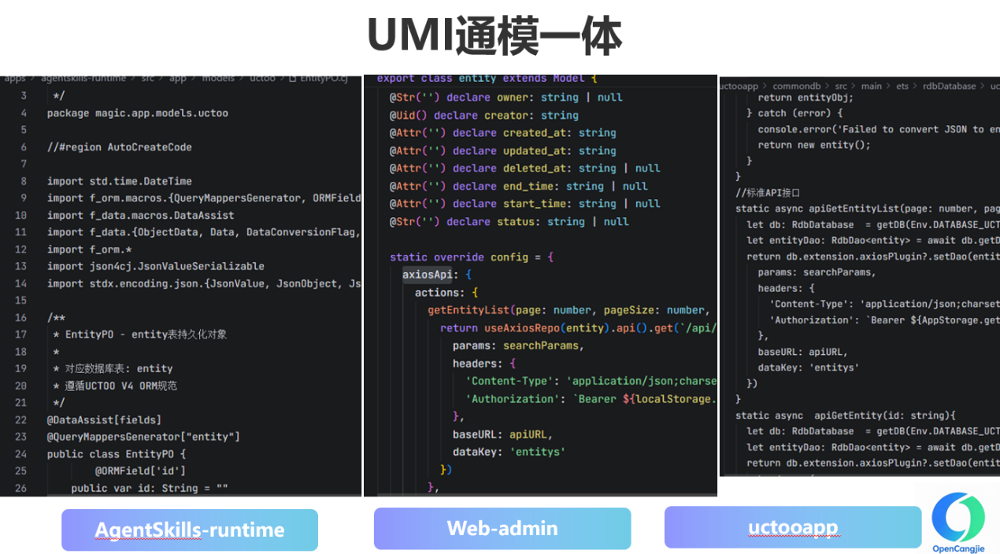 UMI通模一体
apps > agentskills-runtime > src > app > models > uctoo > EntityPO.cj
3 */
4 package magic.app.models.uctoo
5
6 //#region AutoCreateCode
7
8 import std.time.DateTime
9 import f_orm.macros.{QueryMappersGenerator, ORMField
10 import f_data.macros.DataAssist
11 import f_data.{ObjectData, Data, DataConversionFlag,
12 import f_orm.*
13 import json4cj.JsonValueSerializable
14 import stdx.encoding.json.{JsonValue, JsonObject, Js
15
16 /**
17 * EntityPO - entity表持久化对象
18 *
19 * 对应数据库表: entity
20 * 遵循UCTOO V4 ORM规范
21 */
22 @DataAssist[fields]
23 @QueryMappersGenerator["entity"]
24 public class EntityPO {
25 @ORMField['id']
26 public var id: String = ""
export class entity extends Model {
@Str('') declare owner: string | null
@Uid() declare creator: string
@Attr('') declare created_at: string
@Attr('') declare updated_at: string
@Attr('') declare deleted_at: string | null
@Attr('') declare end_time: string | null
@Attr('') declare start_time: string | null
@Str('') declare status: string | null
static override config = {
axiosApi: {
actions: {
getEntityList(page: number, pageSize: number,
return useAxiosRepo(entity).api().get(`/api/
params: searchParams,
headers: {
'Content-Type': 'application/json;charse
'Authorization': `Bearer ${localStorage.
},
baseURL: apiURL,
dataKey: 'entitys'
})
},
uctooapp > commondb > src > main > ets > rdbDatabase > uc
return entityObj;
} catch (error) {
console.error('Failed to convert JSON to en
return new entity();
}
}
//标准API接口
static async apiGetEntityList(page: number, pag
let db: RdbDatabase = getDB(Env.DATABASE_UCT
let entityDao: RdbDao<entity> = await db.getD
return db.extension.axiosPlugin?.setDao(entit
params: searchParams,
headers: {
'Content-Type': 'application/json;charset
'Authorization': `Bearer ${AppStorage.get
},
baseURL: apiURL,
dataKey: 'entitys'
})
}
static async apiGetEntity(id: string){
let db: RdbDatabase = getDB(Env.DATABASE_UCT
let entityDao: RdbDao<entity> = await db.getD
return db.extension.axiosPlugin?.setDao(entit
AgentSkills-runtime
Web-admin
uctooapp
OpenCangjie